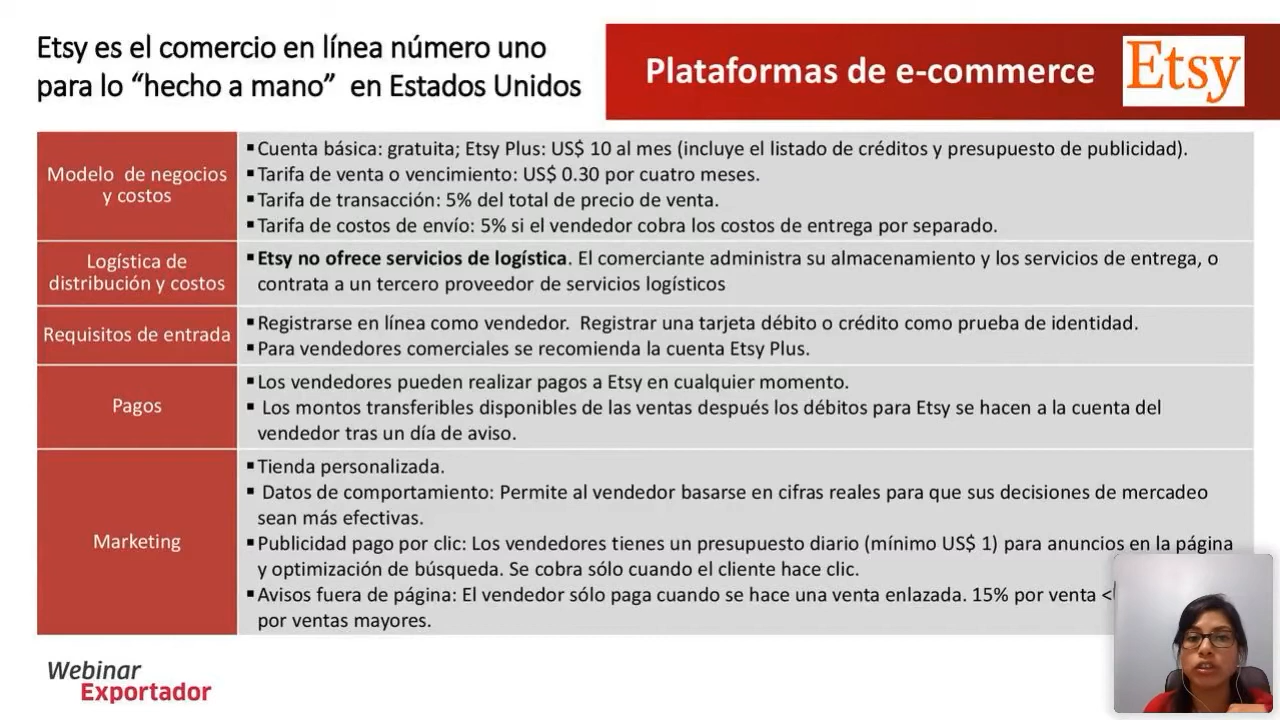 Etsy es el comercio en línea número uno
para lo “hecho a mano” en Estados Unidos
Plataformas de e-commerce
Etsy
Modelo de negocios
y costos
▪Cuenta básica: gratuita; Etsy Plus: US$ 10 al mes (incluye el listado de créditos y presupuesto de publicidad).
▪Tarifa de venta o vencimiento: US$ 0.30 por cuatro meses.
▪Tarifa de transacción: 5% del total de precio de venta.
▪Tarifa de costos de envío: 5% si el vendedor cobra los costos de entrega por separado.
Logística de
distribución y costos
▪Etsy no ofrece servicios de logística. El comerciante administra su almacenamiento y los servicios de entrega, o
contrata a un tercero proveedor de servicios logísticos
Requisitos de entrada
▪Registrarse en línea como vendedor. Registrar una tarjeta débito o crédito como prueba de identidad.
▪Para vendedores comerciales se recomienda la cuenta Etsy Plus.
Pagos
▪Los vendedores pueden realizar pagos a Etsy en cualquier momento.
▪ Los montos transferibles disponibles de las ventas después los débitos para Etsy se hacen a la cuenta del
vendedor tras un día de aviso.
Marketing
▪Tienda personalizada.
▪ Datos de comportamiento: Permite al vendedor basarse en cifras reales para que sus decisiones de mercadeo
sean más efectivas.
▪Publicidad pago por clic: Los vendedores tienes un presupuesto diario (mínimo US$ 1) para anuncios en la página
y optimización de búsqueda. Se cobra sólo cuando el cliente hace clic.
▪Avisos fuera de página: El vendedor sólo paga cuando se hace una venta enlazada. 15% por venta <
por ventas mayores.
Webinar
Exportador